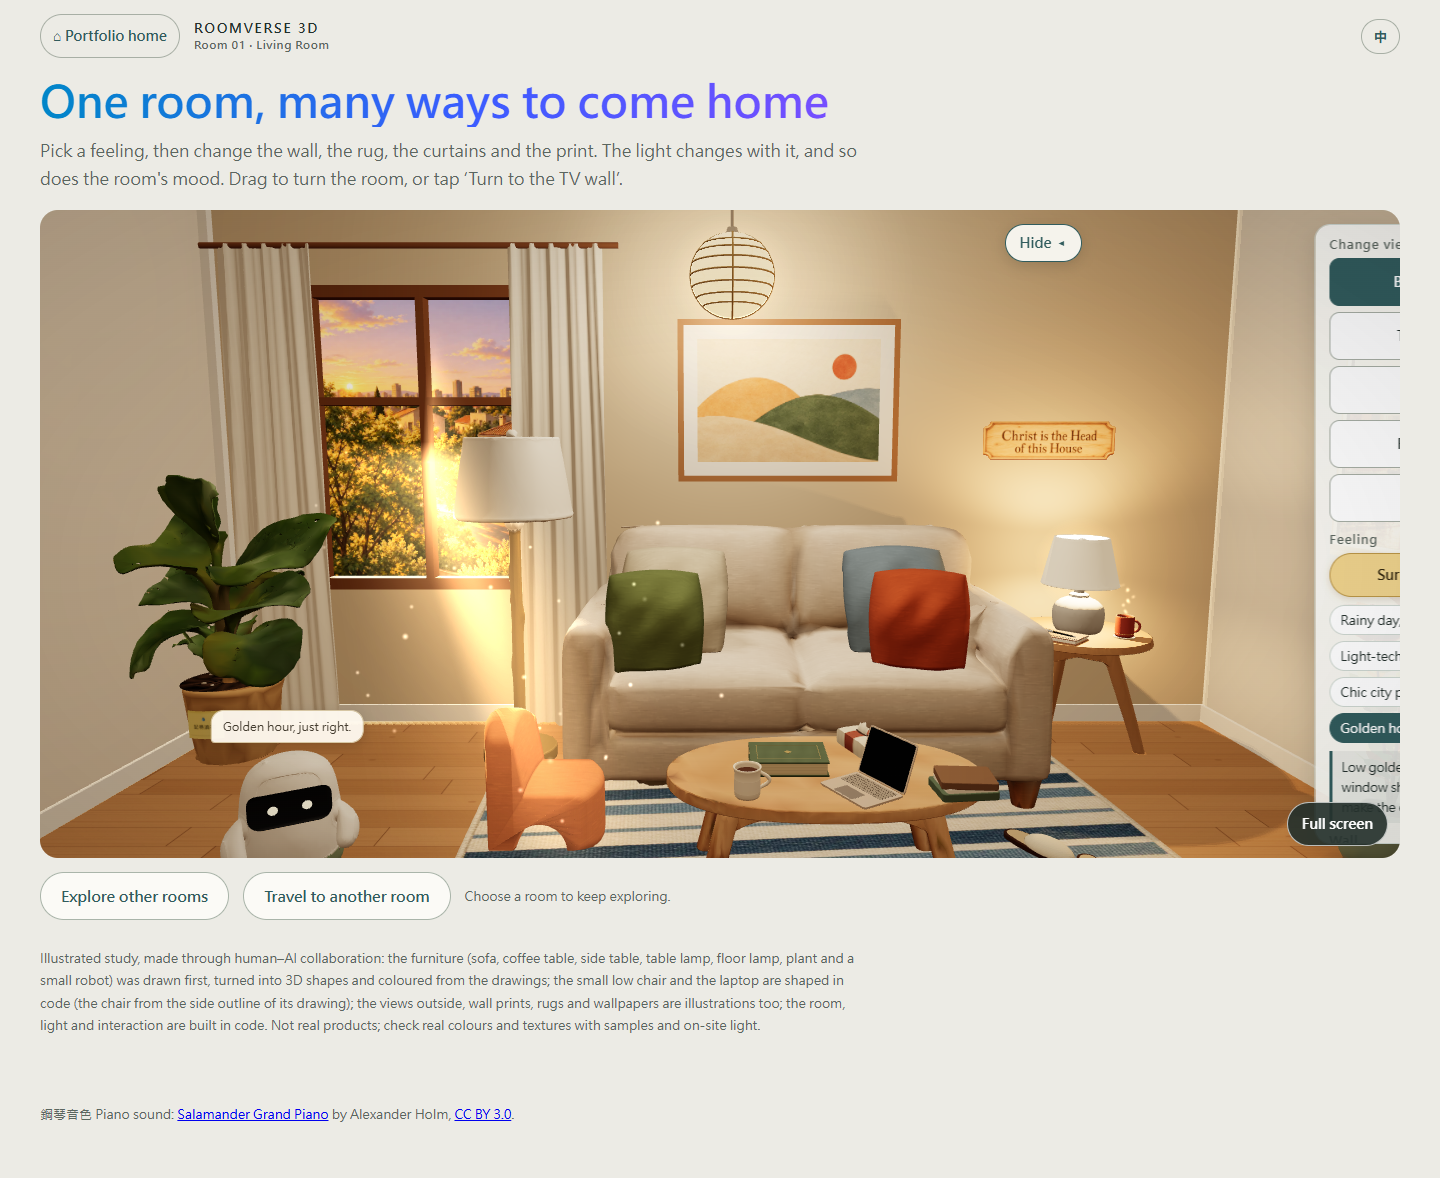 ⌂ Portfolio home
ROOMVERSE 3D
Room 01 · Living Room
中
One room, many ways to come home
Pick a feeling, then change the wall, the rug, the curtains and the print. The light changes with it, and so
does the room's mood. Drag to turn the room, or tap ‘Turn to the TV wall’.
Hide ◂
Change
Christ is the Head
of this House
Feeling
Rainy day,
Light-tech
Chic city
Golden
Low
window
the
Golden hour, just right.
Full screen
Explore other rooms
Travel to another room
Choose a room to keep exploring.
Illustrated study, made through human–AI collaboration: the furniture (sofa, coffee table, side table, table lamp, floor lamp, plant and a
small robot) was drawn first, turned into 3D shapes and coloured from the drawings; the small low chair and the laptop are shaped in
code (the chair from the side outline of its drawing); the views outside, wall prints, rugs and wallpapers are illustrations too; the room,
light and interaction are built in code. Not real products; check real colours and textures with samples and on-site light.
鋼琴音色 Piano sound: Salamander Grand Piano by Alexander Holm, CC BY 3.0.